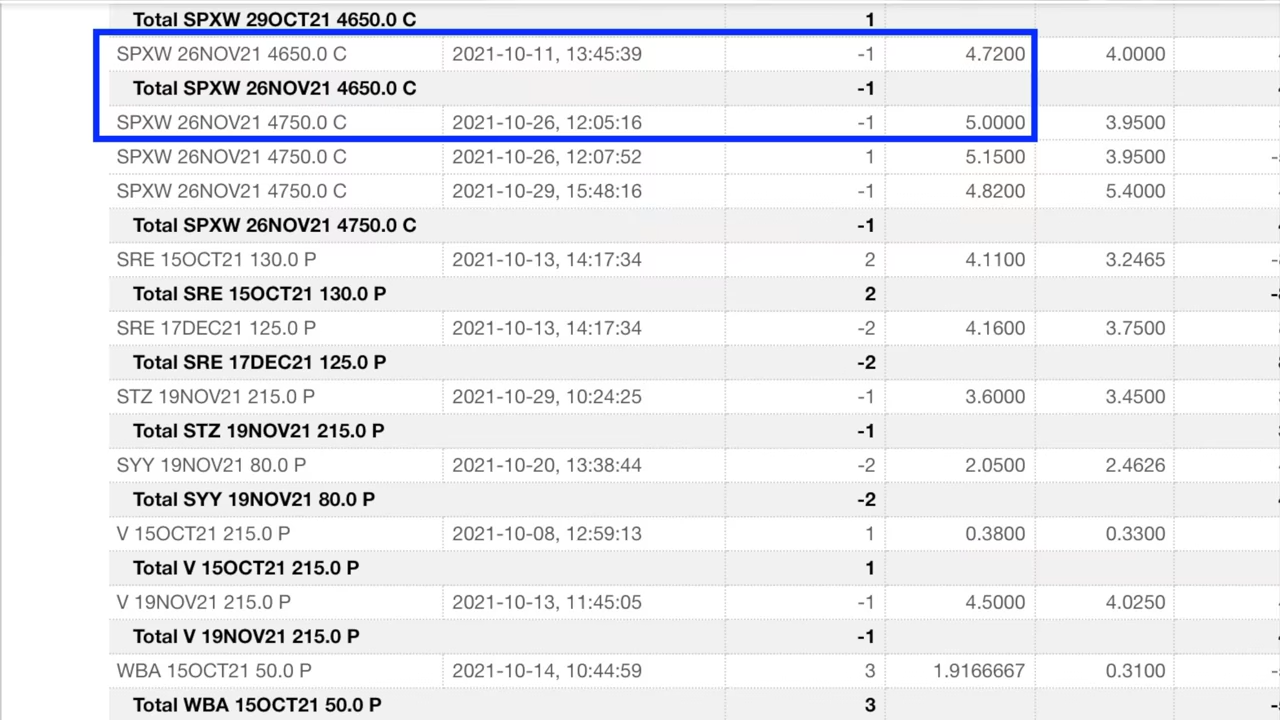 Total SPXW 29OCT21 4650.0 C 1
SPXW 26NOV21 4650.0 C 2021-10-11, 13:45:39 -1 4.7200 4.0000
Total SPXW 26NOV21 4650.0 C -1
SPXW 26NOV21 4750.0 C 2021-10-26, 12:05:16 -1 5.0000 3.9500
SPXW 26NOV21 4750.0 C 2021-10-26, 12:07:52 1 5.1500 3.9500
SPXW 26NOV21 4750.0 C 2021-10-29, 15:48:16 -1 4.8200 5.4000
Total SPXW 26NOV21 4750.0 C -1
SRE 15OCT21 130.0 P 2021-10-13, 14:17:34 2 4.1100 3.2465
Total SRE 15OCT21 130.0 P 2
SRE 17DEC21 125.0 P 2021-10-13, 14:17:34 -2 4.1600 3.7500
Total SRE 17DEC21 125.0 P -2
STZ 19NOV21 215.0 P 2021-10-29, 10:24:25 -1 3.6000 3.4500
Total STZ 19NOV21 215.0 P -1
SYY 19NOV21 80.0 P 2021-10-20, 13:38:44 -2 2.0500 2.4626
Total SYY 19NOV21 80.0 P -2
V 15OCT21 215.0 P 2021-10-08, 12:59:13 1 0.3800 0.3300
Total V 15OCT21 215.0 P 1
V 19NOV21 215.0 P 2021-10-13, 11:45:05 -1 4.5000 4.0250
Total V 19NOV21 215.0 P -1
WBA 15OCT21 50.0 P 2021-10-14, 10:44:59 3 1.9166667 0.3100
Total WBA 15OCT21 50.0 P 3